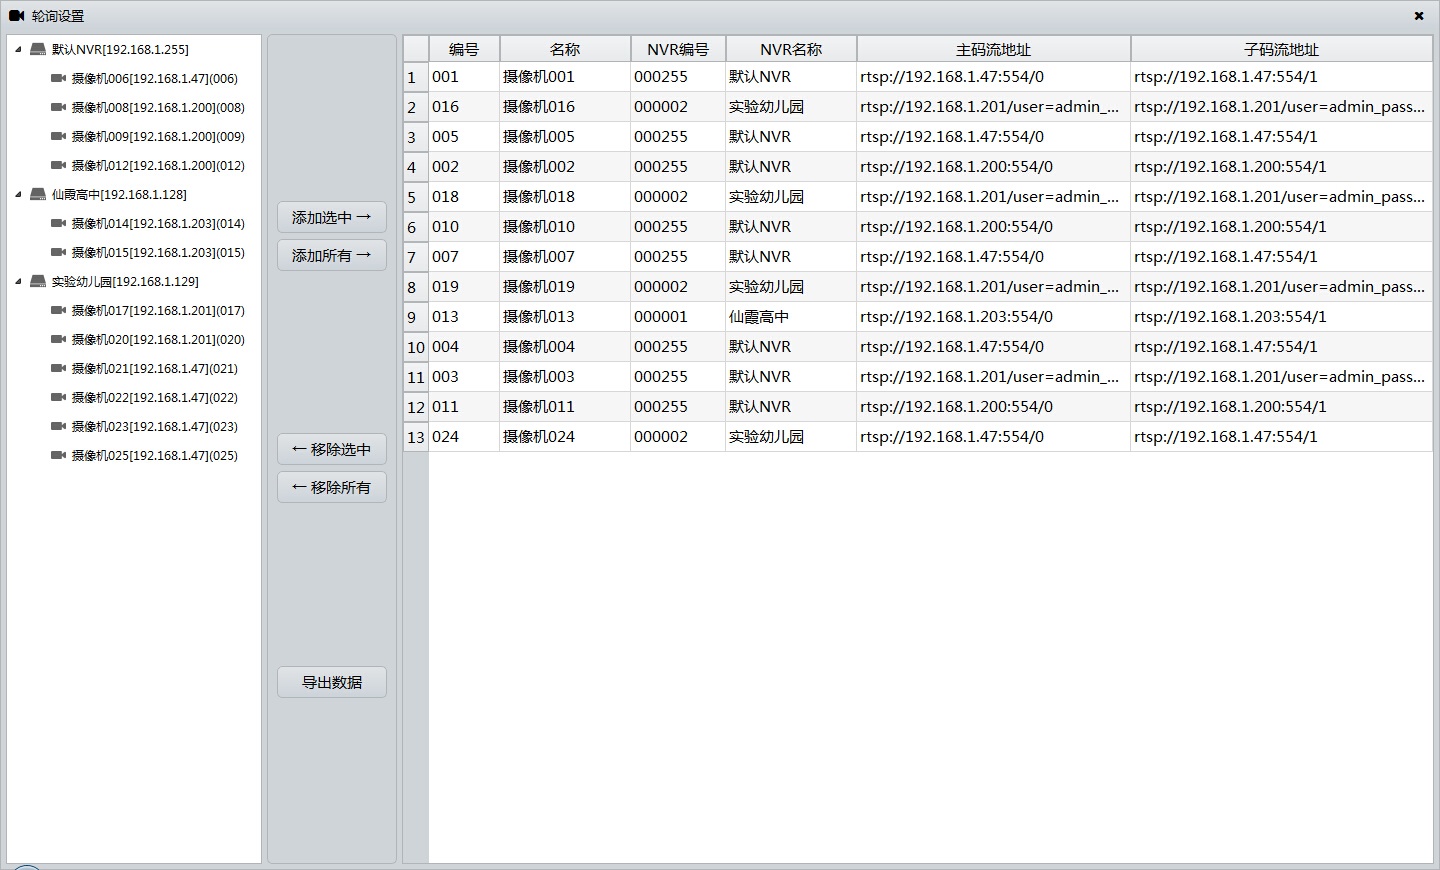 轮询设置
默认NVR[192.168.1.255]
摄像机006[192.168.1.47](006)
摄像机008[192.168.1.200](008)
摄像机009[192.168.1.200](009)
摄像机012[192.168.1.200](012)
仙霞高中[192.168.1.128]
摄像机014[192.168.1.203](014)
摄像机015[192.168.1.203](015)
实验幼儿园[192.168.1.129]
摄像机017[192.168.1.201](017)
摄像机020[192.168.1.201](020)
摄像机021[192.168.1.47](021)
摄像机022[192.168.1.47](022)
摄像机023[192.168.1.47](023)
摄像机025[192.168.1.47](025)
添加选中→
添加所有→
←移除选中
←移除所有
导出数据
编号 名称 NVR编号 NVR名称 主码流地址 子码流地址
1 001 摄像机001 000255 默认NVR rtsp://192.168.1.47:554/0 rtsp://192.168.1.47:554/1
2 016 摄像机016 000002 实验幼儿园 rtsp://192.168.1.201/user=admin_... rtsp://192.168.1.201/user=admin_pass...
3 005 摄像机005 000255 默认NVR rtsp://192.168.1.47:554/0 rtsp://192.168.1.47:554/1
4 002 摄像机002 000255 默认NVR rtsp://192.168.1.200:554/0 rtsp://192.168.1.200:554/1
5 018 摄像机018 000002 实验幼儿园 rtsp://192.168.1.201/user=admin_... rtsp://192.168.1.201/user=admin_pass...
6 010 摄像机010 000255 默认NVR rtsp://192.168.1.200:554/0 rtsp://192.168.1.200:554/1
7 007 摄像机007 000255 默认NVR rtsp://192.168.1.47:554/0 rtsp://192.168.1.47:554/1
8 019 摄像机019 000002 实验幼儿园 rtsp://192.168.1.201/user=admin_... rtsp://192.168.1.201/user=admin_pass...
9 013 摄像机013 000001 仙霞高中 rtsp://192.168.1.203:554/0 rtsp://192.168.1.203:554/1
10 004 摄像机004 000255 默认NVR rtsp://192.168.1.47:554/0 rtsp://192.168.1.47:554/1
11 003 摄像机003 000255 默认NVR rtsp://192.168.1.201/user=admin_... rtsp://192.168.1.201/user=admin_pass...
12 011 摄像机011 000255 默认NVR rtsp://192.168.1.200:554/0 rtsp://192.168.1.200:554/1
13 024 摄像机024 000002 实验幼儿园 rtsp://192.168.1.47:554/0 rtsp://192.168.1.47:554/1